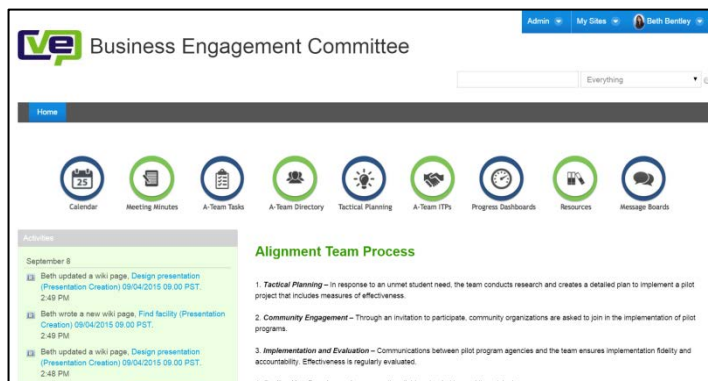 Admin My Sites Beth Bentley
cvep Business Engagement Committee
Everything
Home
25
Calendar Meeting Minutes A-Team Tasks A-Team Directory Tactical Planning A-Team ITPs Progress Dashboards Resources Message Boards
Activities
September 8
Beth updated a wiki page, Design presentation
(Presentation Creation) 09/04/2015 09:00 PST.
2:49 PM
Beth wrote a new wiki page, Find facility (Presentation
Creation) 09/04/2015 09:00 PST.
2:49 PM
Beth updated a wiki page, Design presentation
(Presentation Creation) 09/04/2015 09:00 PST.
2:48 PM
Alignment Team Process
1. Tactical Planning – In response to an unmet student need, the team conducts research and creates a detailed plan to implement a pilot
project that includes measures of effectiveness.
2. Community Engagement – Through an invitation to participate, community organizations are asked to join in the implementation of pilot
programs.
3. Implementation and Evaluation – Communications between pilot program agencies and the team ensures implementation fidelity and
accountability. Effectiveness is regularly evaluated.